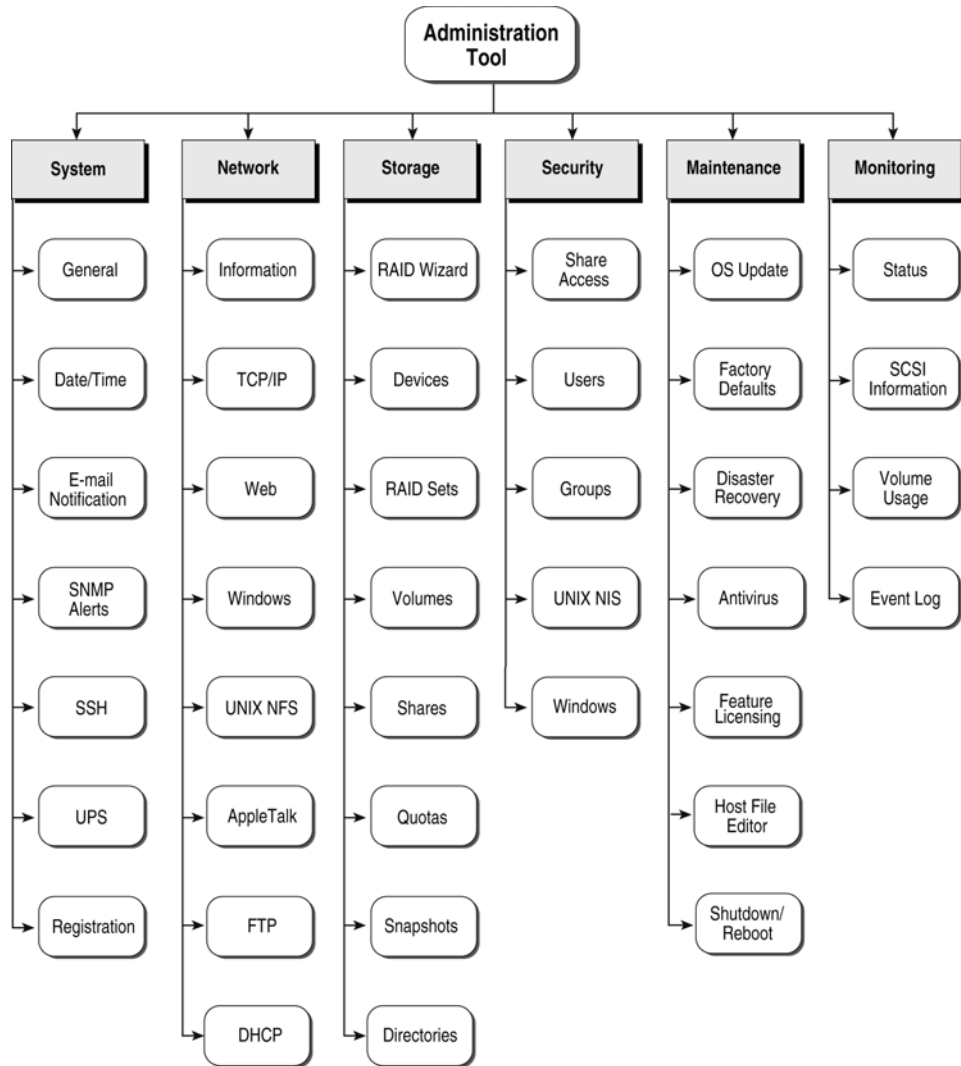 Administration
Tool
System
Network
Storage
Security
Maintenance
Monitoring
General
Date/Time
E-mail
Notification
SNMP
Alerts
SSH
UPS
Registration
Information
TCP/IP
Web
Windows
UNIX NFS
AppleTalk
FTP
DHCP
RAID Wizard
Devices
RAID Sets
Volumes
Shares
Quotas
Snapshots
Directories
Share
Access
Users
Groups
UNIX NIS
Windows
OS Update
Factory
Defaults
Disaster
Recovery
Antivirus
Feature
Licensing
Host File
Editor
Shutdown/
Reboot
Status
SCSI
Information
Volume
Usage
Event Log